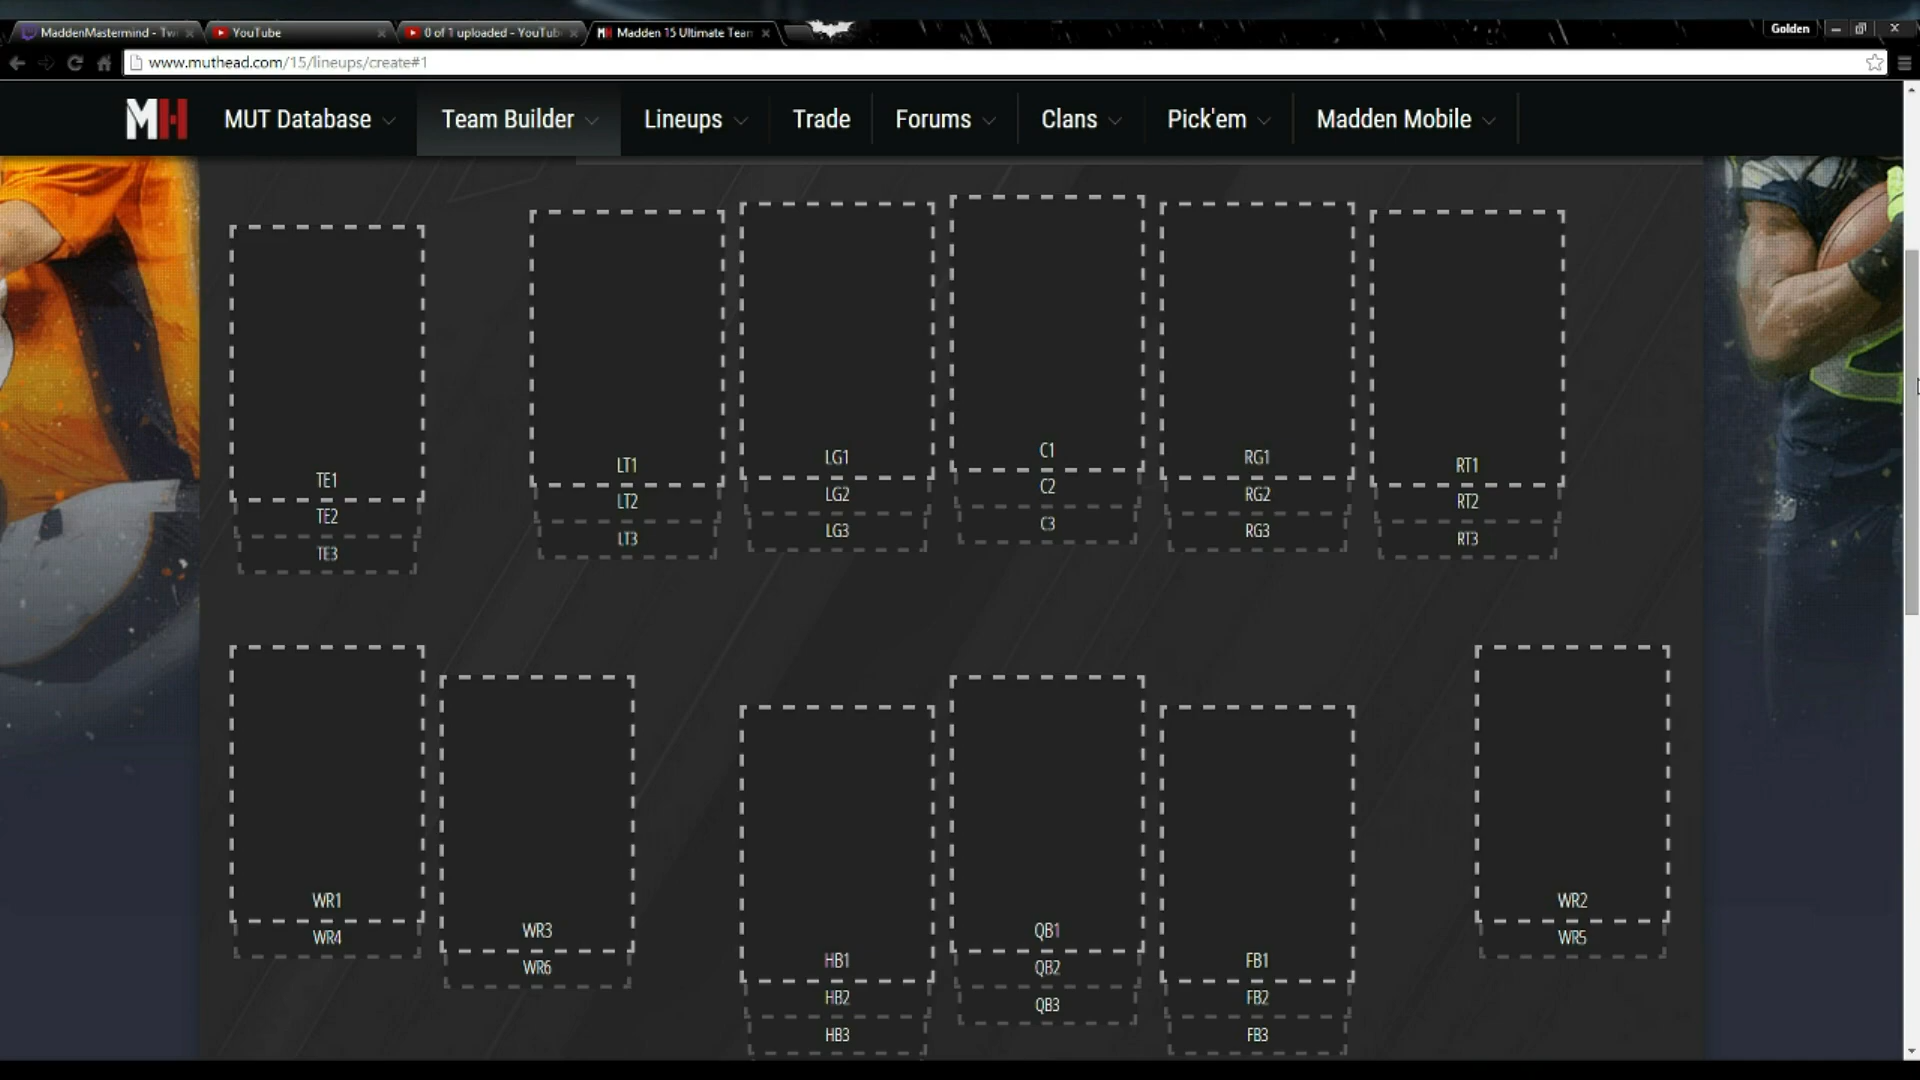 MaddenMastermind - Tw
YouTube
0 of 1 uploaded - YouTub
MH Madden 15 Ultimate Team
Golden
www.muthead.com/15/lineups/create#1
MH
MUT Database
Team Builder
Lineups
Trade
Forums
Clans
Pick'em
Madden Mobile
TE1
TE2
TE3
LT1
LT2
LT3
LG1
LG2
LG3
C1
C2
C3
RG1
RG2
RG3
RT1
RT2
RT3
WR1
WR4
WR3
WR6
HB1
HB2
HB3
QB1
QB2
QB3
FB1
FB2
FB3
WR2
WR5